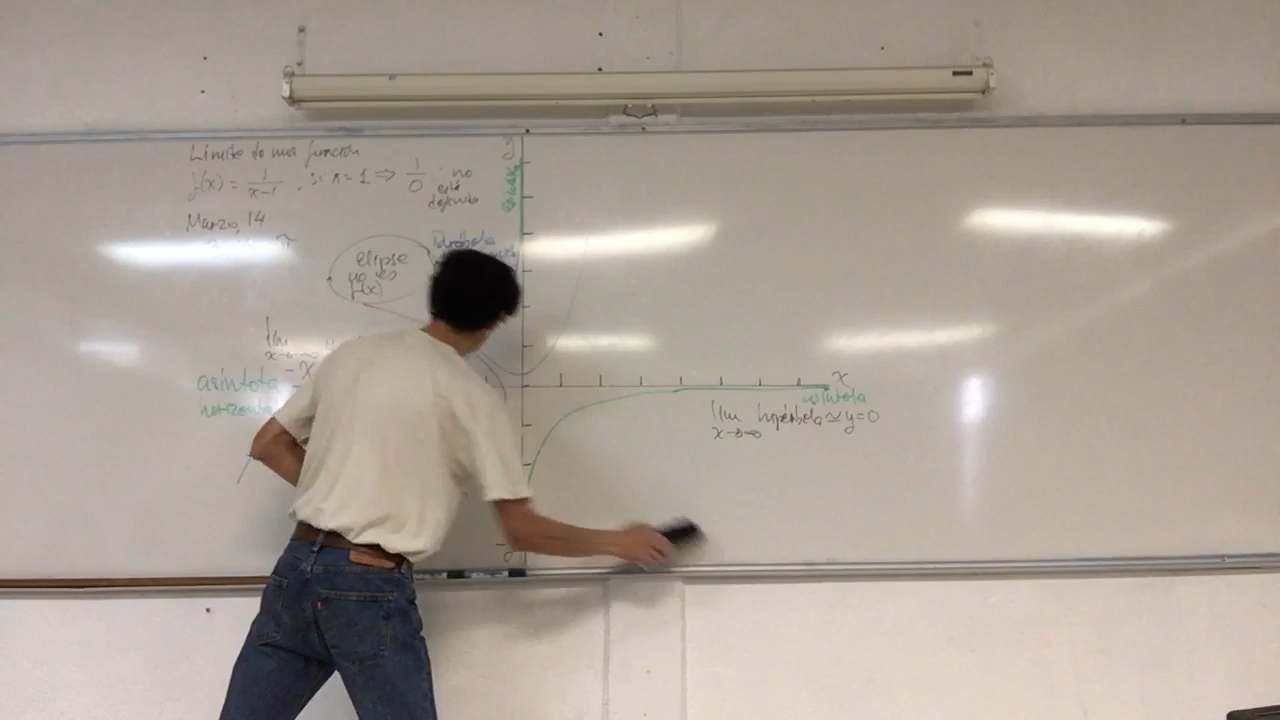 Límite de una función
f(x) = 1/(x-1), si x = 1 ⇒ 1/0 no
está
definido
Marzo, 14
y
elipse
no es
f(x)
Parábola
lím
x→-∞
-x
asíntota
horizontal
x
asíntota
lím hipérbola ≃ y=0
x→∞